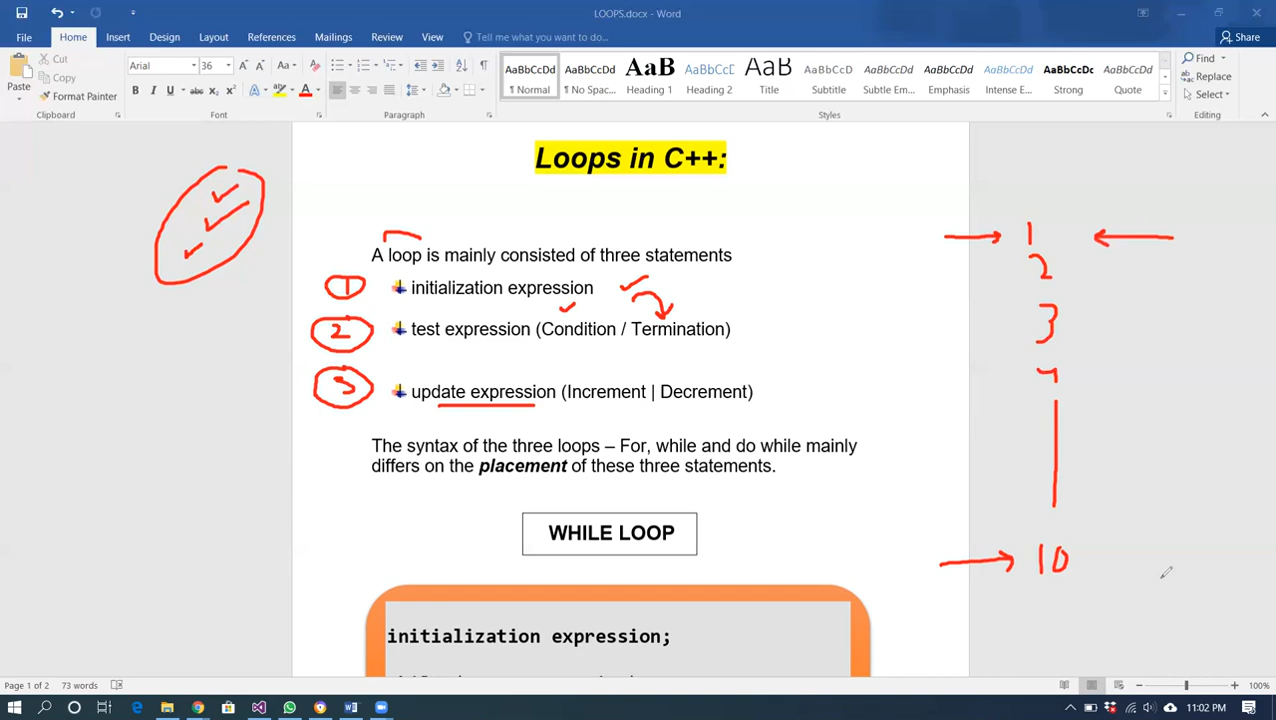 LOOPS.docx - Word
File Home Insert Design Layout References Mailings Review View Tell me what you want to do... Share
Cut
Copy
Format Painter
Paste
Clipboard
Arial 36
Font
Paragraph
AaBbCcDd AaBbCcDd AaB AaBbCcD AaB AaBbCcDd AaBbCcDd AaBbCcDd AaBbCcDd AaBbCcDd AaBbCcDd
¶ Normal ¶ No Spac... Heading 1 Heading 2 Title Subtitle Subtle Em... Emphasis Intense E... Strong Quote
Styles
Find
Replace
Select
Editing
Loops in C++:
A loop is mainly consisted of three statements
1 initialization expression
2 test expression (Condition / Termination)
3 update expression (Increment | Decrement)
The syntax of the three loops – For, while and do while mainly
differs on the placement of these three statements.
WHILE LOOP
initialization expression;
1
2
3
4
10
Page 1 of 2 73 words
100%
11:02 PM